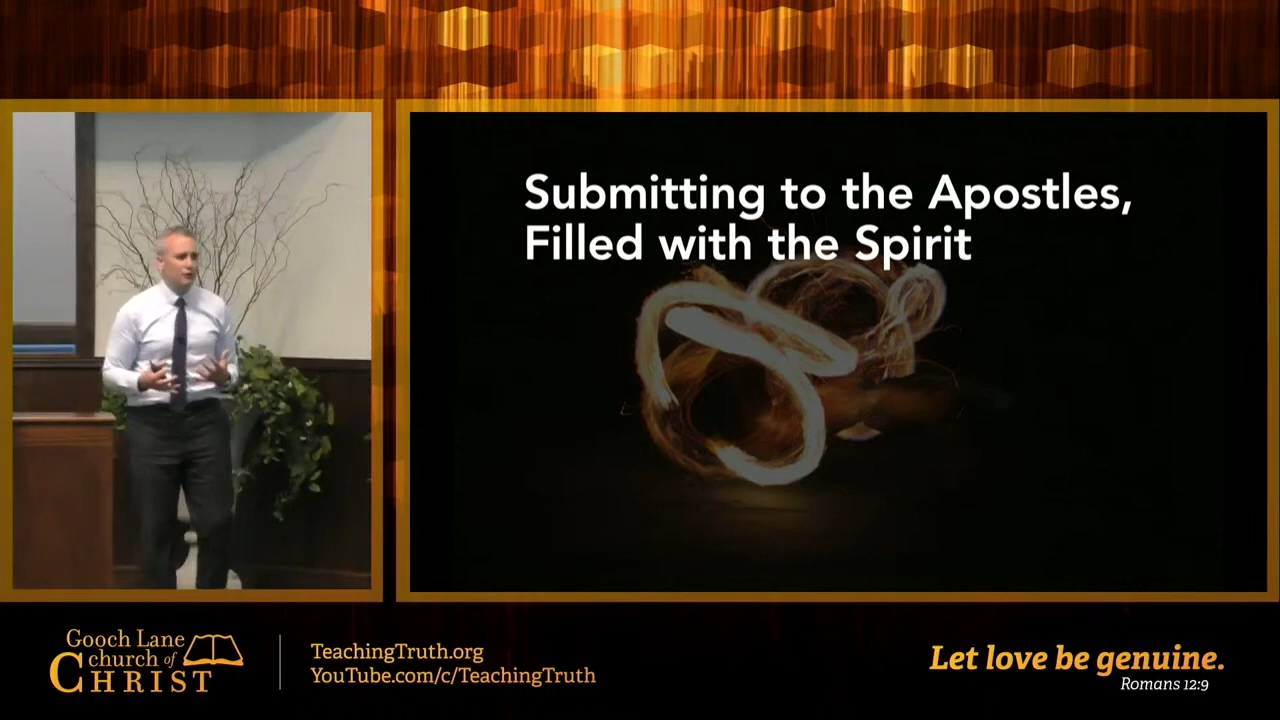 Submitting to the Apostles,
Filled with the Spirit
Gooch Lane
church of
CHRIST
TeachingTruth.org
YouTube.com/c/TeachingTruth
Let love be genuine.
Romans 12:9